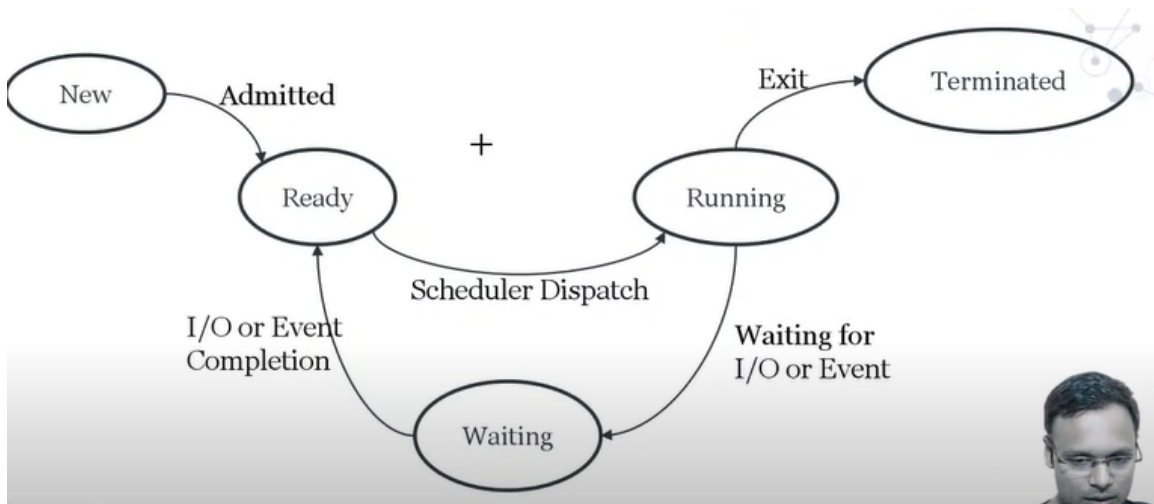 New
Admitted
Exit
Terminated
+
Ready
Running
Scheduler Dispatch
I/O or Event
Completion
Waiting for
I/O or Event
Waiting